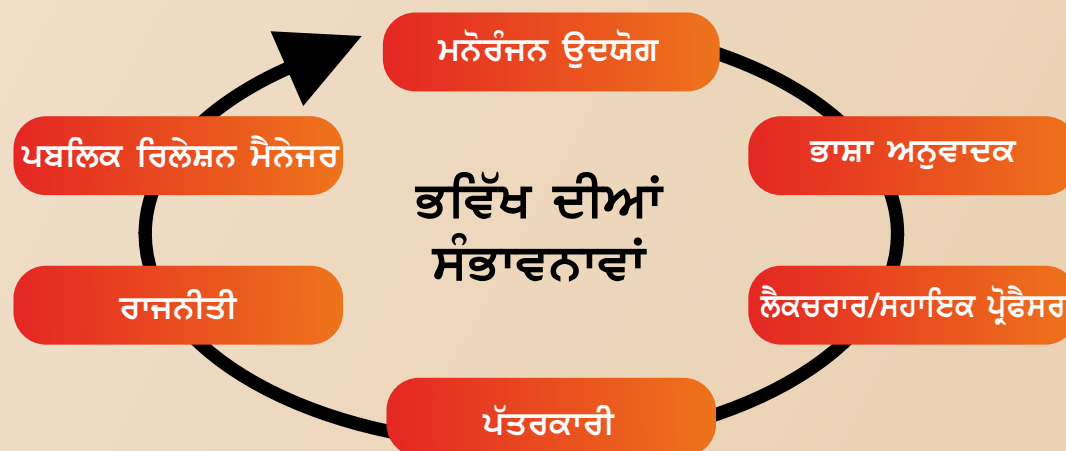 ਮਨੋਰੰਜਨ ਉਦਯੋਗ
ਪਬਲਿਕ ਰਿਲੇਸ਼ਨ ਮੈਨੇਜਰ
ਭਾਸ਼ਾ ਅਨੁਵਾਦਕ
ਭਵਿੱਖ ਦੀਆਂ
ਸੰਭਾਵਨਾਵਾਂ
ਰਾਜਨੀਤੀ
ਲੈਕਚਰਾਰ/ਸਹਾਇਕ ਪ੍ਰੋਫੈਸਰ
ਪੱਤਰਕਾਰੀ